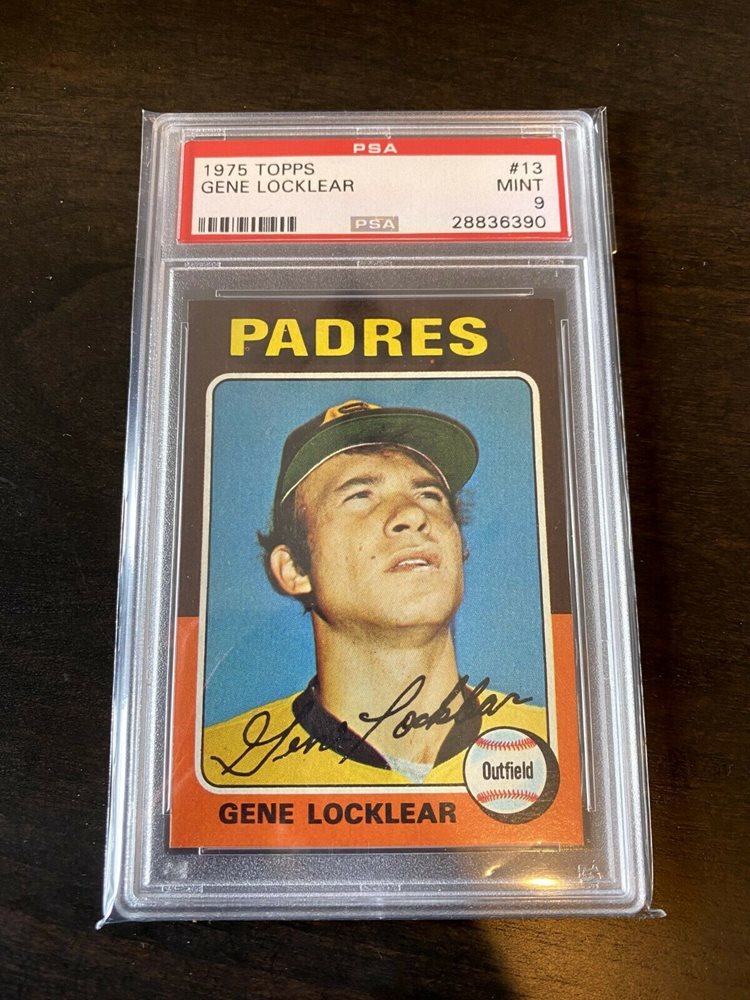 PSA
1975 TOPPS #13
GENE LOCKLEAR MINT
9
PSA 28836390
PADRES
Gene Locklear
Outfield
GENE LOCKLEAR